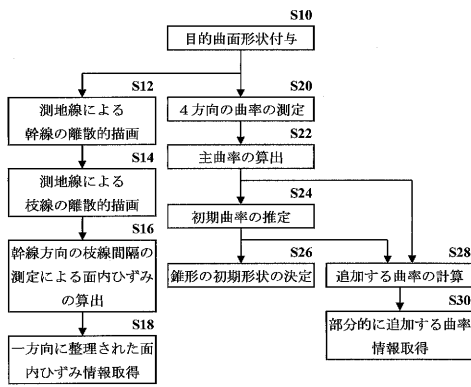 S10
目的曲面形状付与
S12
測地線による
幹線の離散的描画
S14
測地線による
枝線の離散的描画
S16
幹線方向の枝線間隔の
測定による面内ひずみ
の算出
S18
一方向に整理された面
内ひずみ情報取得
S20
4方向の曲率の測定
S22
主曲率の算出
S24
初期曲率の推定
S26
錐形の初期形状の決定
S28
追加する曲率の計算
S30
部分的に追加する曲率
情報取得